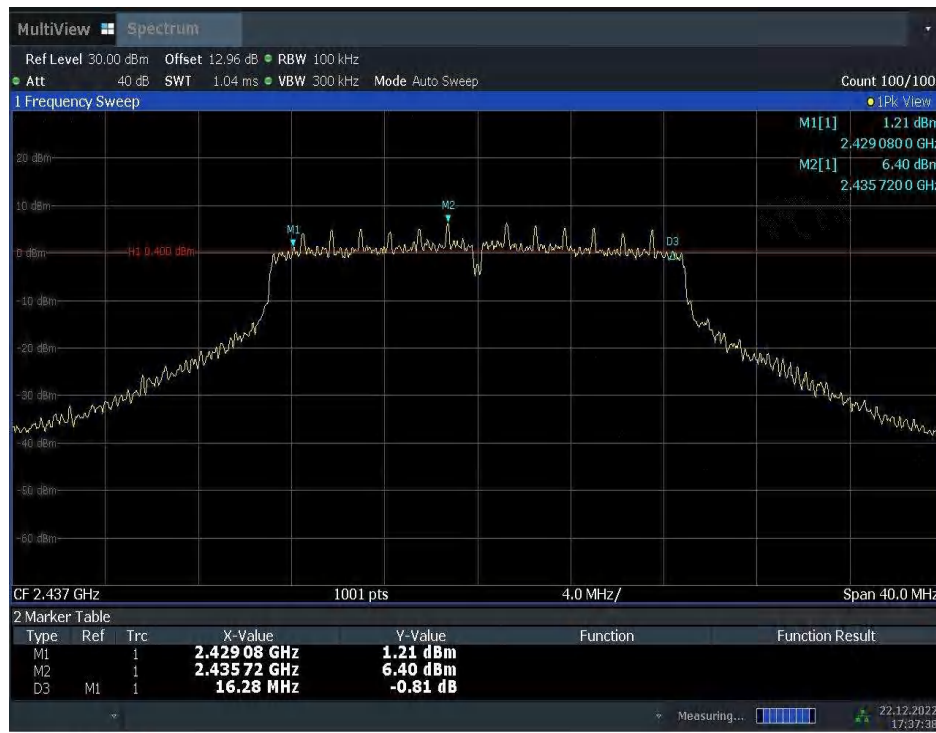 MultiView Spectrum
Ref Level 30.00 dBm Offset 12.96 dB RBW 100 kHz
Att 40 dB SWT 1.04 ms VBW 300 kHz Mode Auto Sweep Count 100/100
1 Frequency Sweep 1Pk View
M1[1] 1.21 dBm
2.4290800 GHz
M2[1] 6.40 dBm
2.4357200 GHz
20 dBm
10 dBm
M2
M1
D3
0 dBm H1 0.400 dBm
-10 dBm
-20 dBm
-30 dBm
-40 dBm
-50 dBm
-60 dBm
CF 2.437 GHz 1001 pts 4.0 MHz/ Span 40.0 MHz
2 Marker Table
Type Ref Trc X-Value Y-Value Function Function Result
M1 1 2.429 08 GHz 1.21 dBm
M2 1 2.435 72 GHz 6.40 dBm
D3 M1 1 16.28 MHz -0.81 dB
Measuring... 22.12.2022
17:37:38